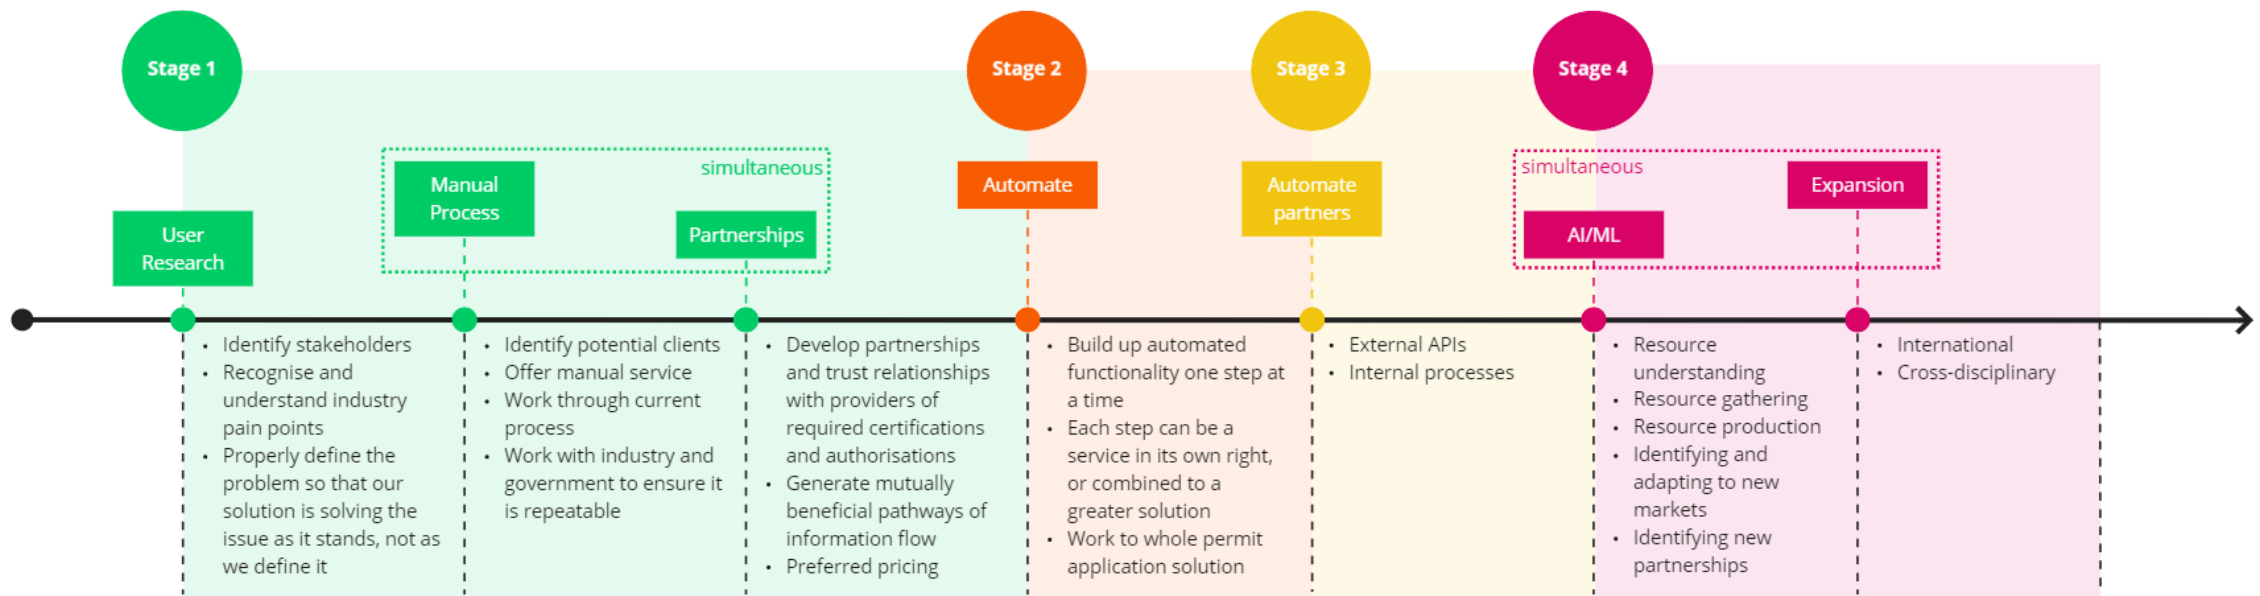 Stage 1
Stage 2
Stage 3
Stage 4
simultaneous
Manual
Process
Partnerships
User
Research
Automate
Automate
partners
simultaneous
AI/ML
Expansion
• Identify stakeholders
• Recognise and
understand industry
pain points
• Properly define the
problem so that our
solution is solving the
issue as it stands, not as
we define it
• Identify potential clients
• Offer manual service
• Work through current
process
• Work with industry and
government to ensure it
is repeatable
• Develop partnerships
and trust relationships
with providers of
required certifications
and authorisations
• Generate mutually
beneficial pathways of
information flow
• Preferred pricing
• Build up automated
functionality one step at
a time
• Each step can be a
service in its own right,
or combined to a
greater solution
• Work to whole permit
application solution
• External APIs
• Internal processes
• Resource
understanding
• Resource gathering
• Resource production
• Identifying and
adapting to new
markets
• Identifying new
partnerships
• International
• Cross-disciplinary